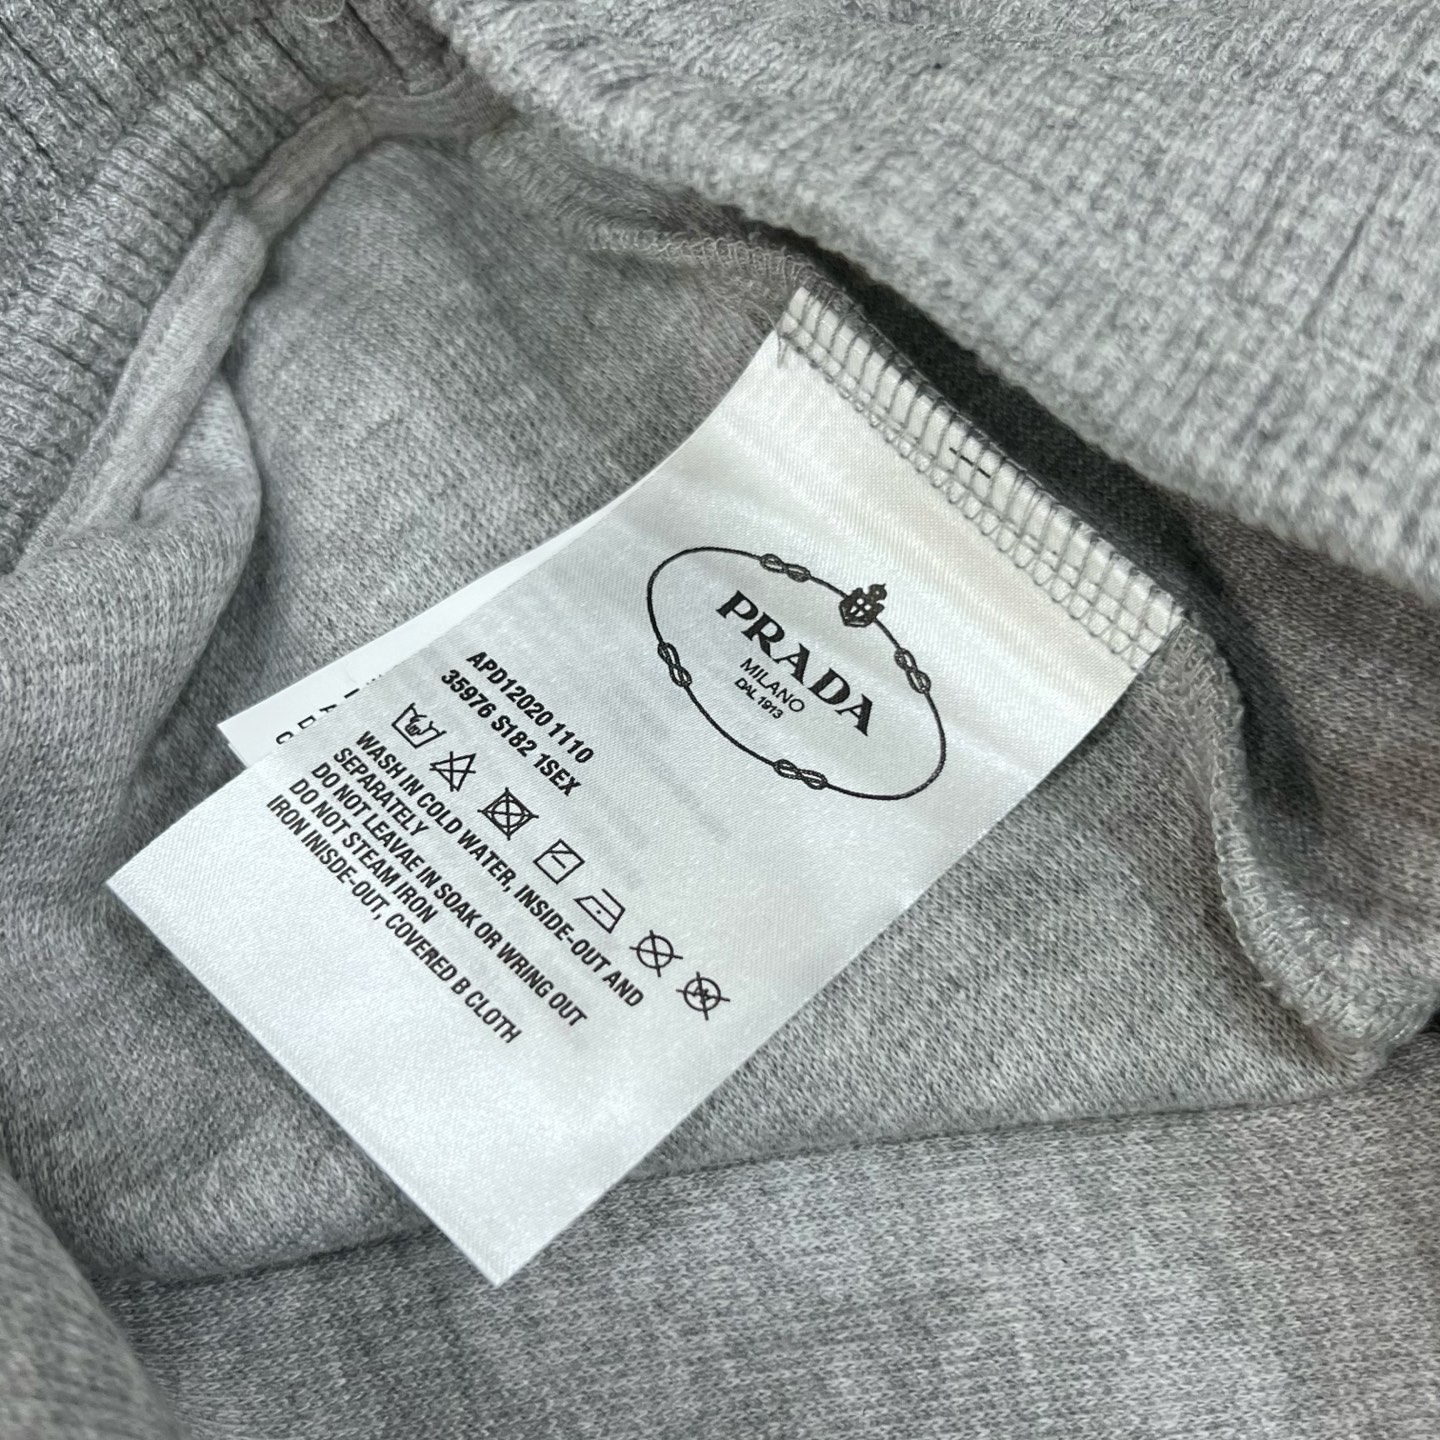 PRADA
MILANO
DAL 1913
APD12020 1110
35976 S182 1SEX
WASH IN COLD WATER, INSIDE-OUT AND
SEPARATELY
DO NOT LEAVAE IN SOAK OR WRING OUT
DO NOT STEAM IRON
IRON INISDE-OUT, COVERED B CLOTH